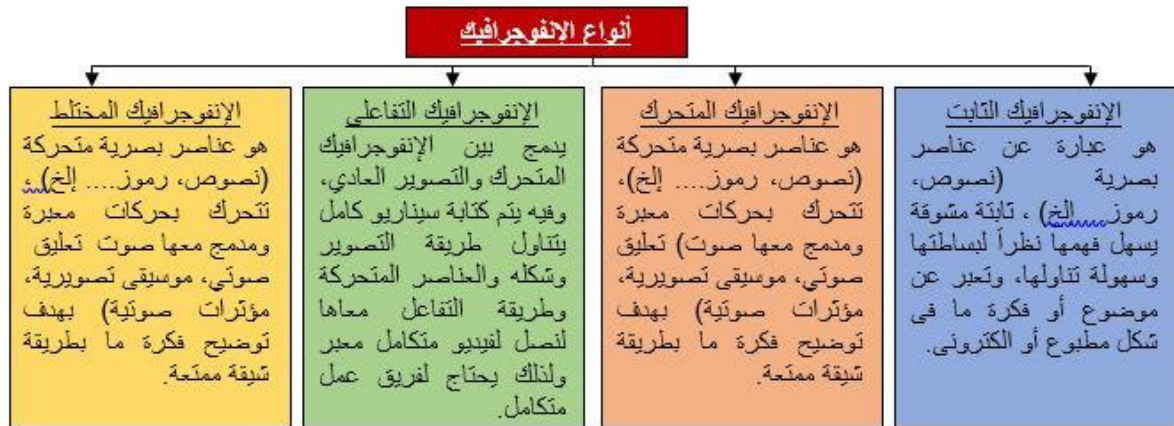 أنواع الإنفوجرافيك
الإنفوجرافيك الثابت
هو عبارة عن عناصر
بصرية (نصوص،
رموز.....إلخ) ، ثابتة مشوقة
يسهل فهمها نظراً لبساطتها
وسهولة تناولها، وتعبر عن
موضوع أو فكرة ما فى
شكل مطبوع أو الكترونى.
الإنفوجرافيك المتحرك
هو عناصر بصرية متحركة
(نصوص، رموز.... إلخ)،
تتحرك بحركات معبرة
ومدمج معها صوت) تعليق
صوتي، موسيقى تصويرية،
مؤثرات صوتية) بهدف
توضيح فكرة ما بطريقة
شيقة ممتعة.
الإنفوجرافيك التفاعلى
يدمج بين الإنفوجرافيك
المتحرك والتصوير العادي،
وفيه يتم كتابة سيناريو كامل
يتناول طريقة التصوير
وشكله والعناصر المتحركة
وطريقة التفاعل معاها
لنصل لفيديو متكامل معبر
ولذلك يحتاج لفريق عمل
متكامل.
الإنفوجرافيك المختلط
هو عناصر بصرية متحركة
(نصوص، رموز.... إلخ) ،
تتحرك بحركات معبرة
ومدمج معها صوت تعليق
صوتي، موسيقى تصويرية،
مؤثرات صوتية) بهدف
توضيح فكرة ما بطريقة
شيقة ممتعة.